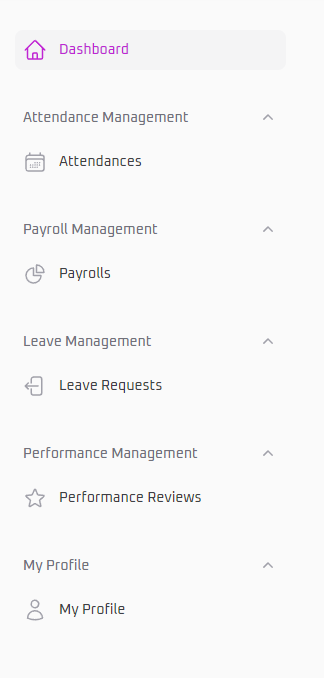 Dashboard
Attendance Management
Attendances
Payroll Management
Payrolls
Leave Management
Leave Requests
Performance Management
Performance Reviews
My Profile
My Profile